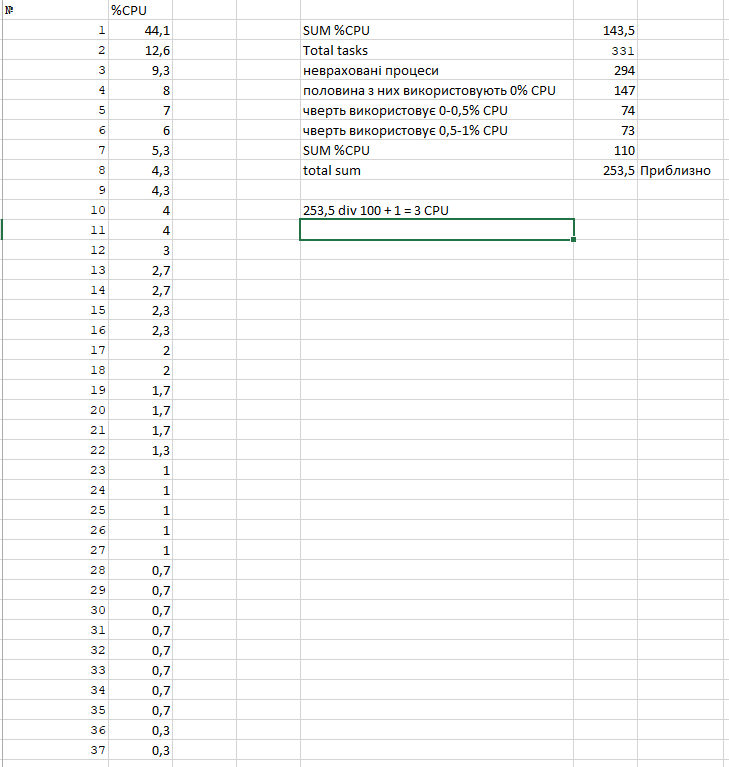 № %CPU
1 44,1 SUM %CPU 143,5
2 12,6 Total tasks 331
3 9,3 невраховані процеси 294
4 8 половина з них використовують 0% CPU 147
5 7 чверть використовує 0-0,5% CPU 74
6 6 чверть використовує 0,5-1% CPU 73
7 5,3 SUM %CPU 110
8 4,3 total sum 253,5 Приблизно
9 4,3
10 4 253,5 div 100 + 1 = 3 CPU
11 4
12 3
13 2,7
14 2,7
15 2,3
16 2,3
17 2
18 2
19 1,7
20 1,7
21 1,7
22 1,3
23 1
24 1
25 1
26 1
27 1
28 0,7
29 0,7
30 0,7
31 0,7
32 0,7
33 0,7
34 0,7
35 0,7
36 0,3
37 0,3